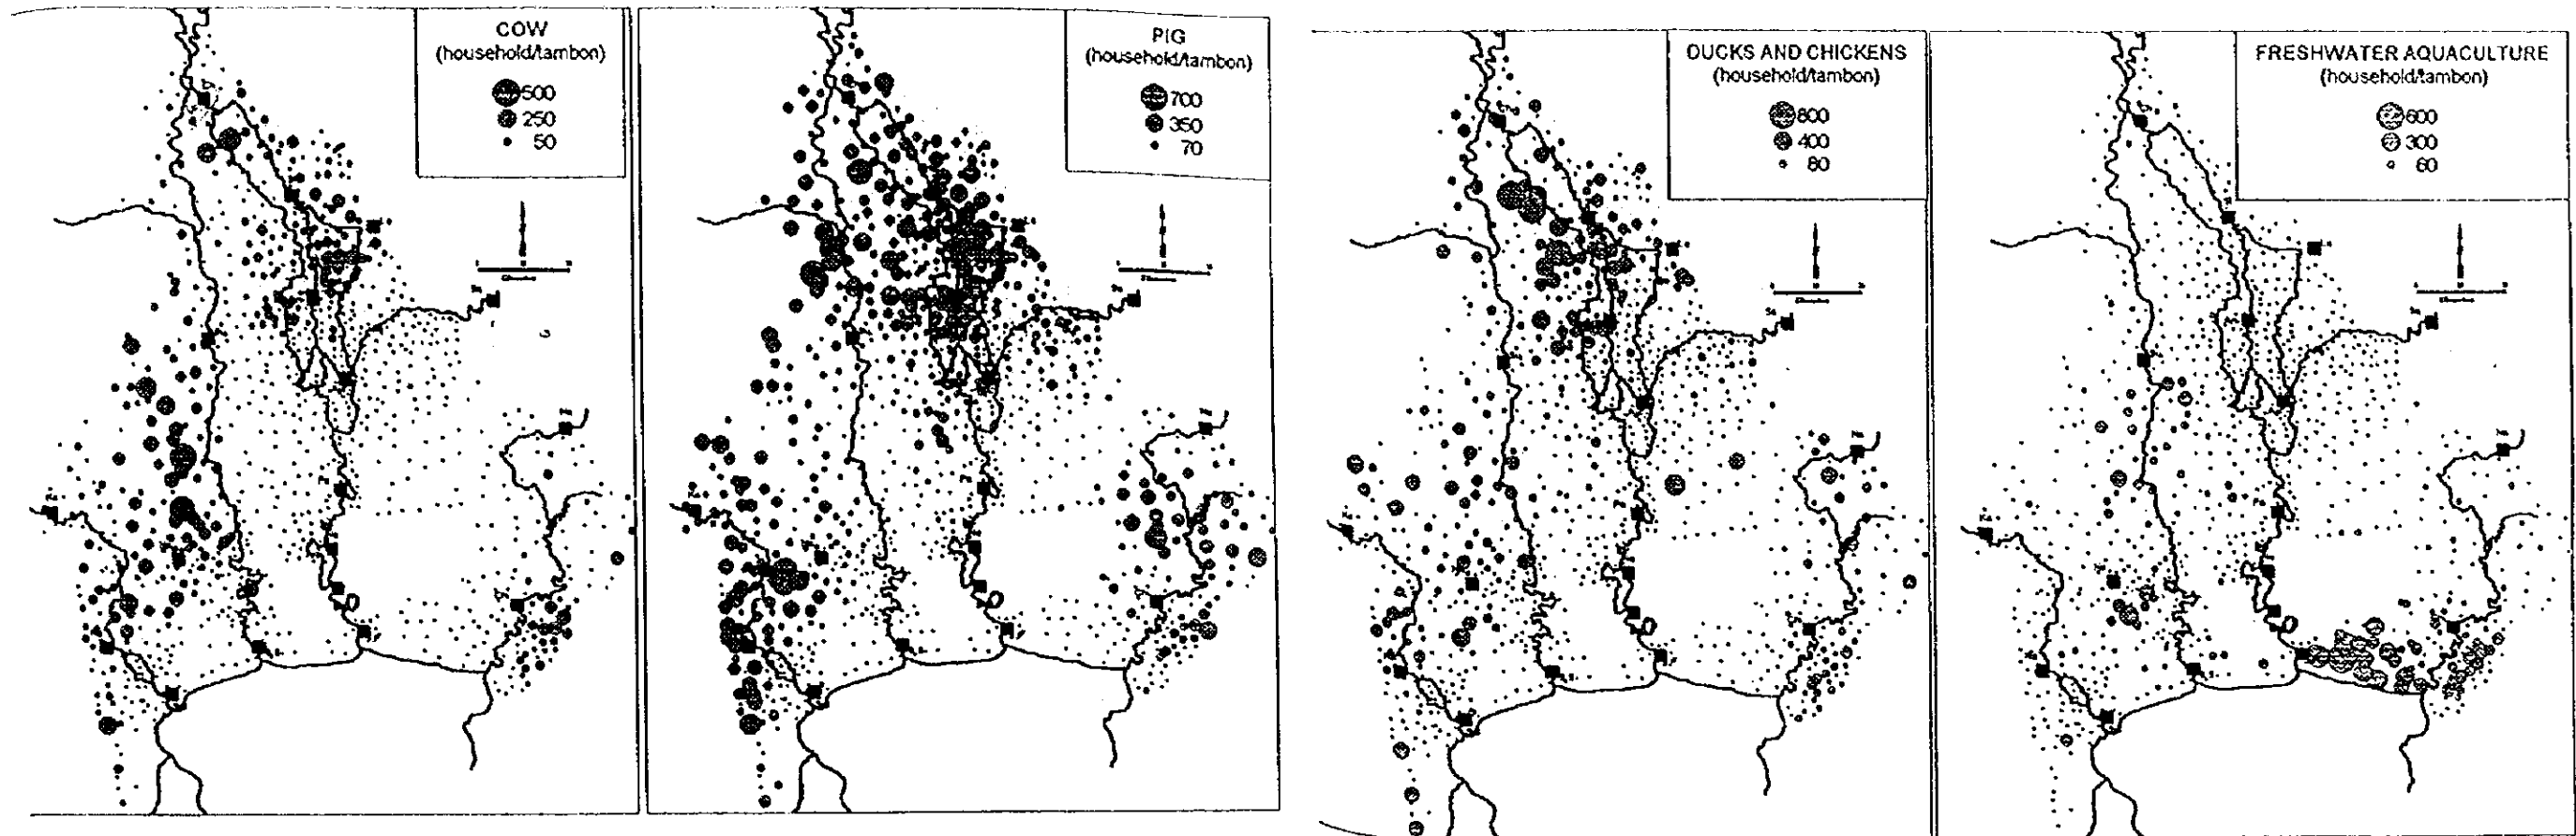 COW
(household/tambon)
500
250
50
PIG
(household/tambon)
700
350
70
DUCKS AND CHICKENS
(household/tambon)
800
400
80
FRESHWATER AQUACULTURE
(household/tambon)
600
300
60